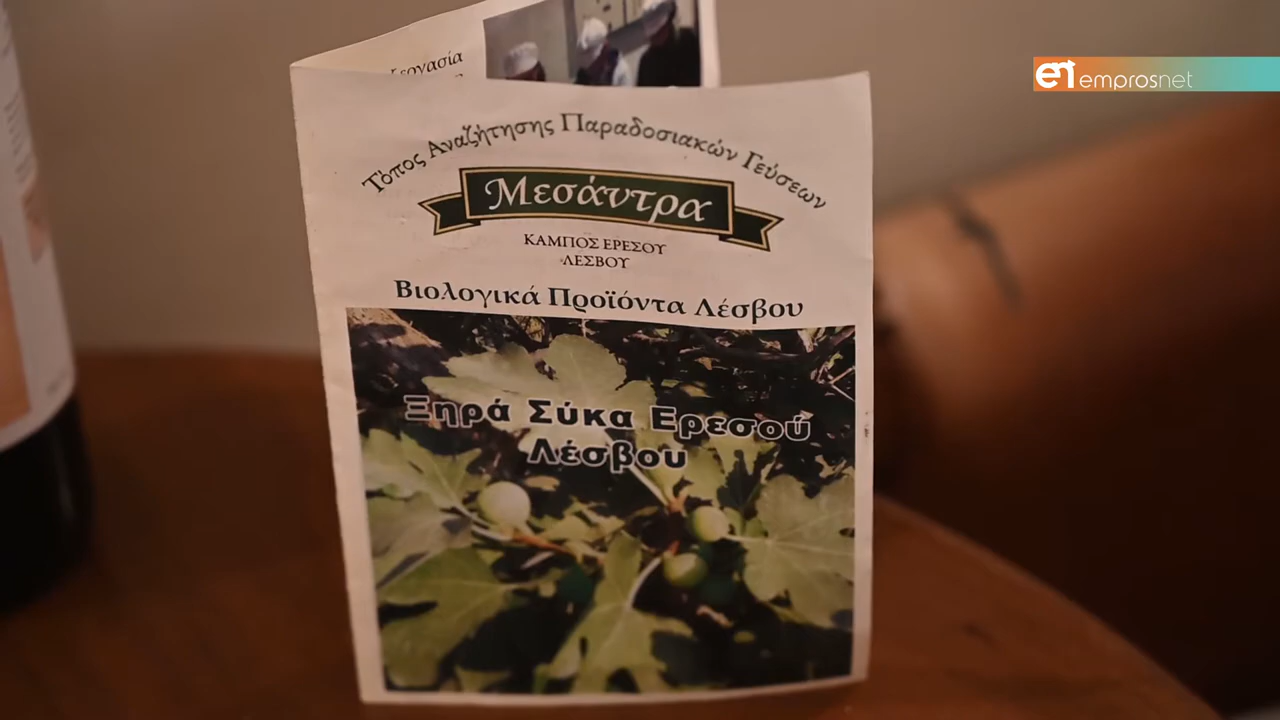 emprosnet
Τόπος Αναζήτησης Παραδοσιακών Γεύσεων
Μεσάντρα
ΚΑΜΠΟΣ ΕΡΕΣΟΥ
ΛΕΣΒΟΥ
Βιολογικά Προϊόντα Λέσβου
Ξηρά Σύκα Ερεσού
Λέσβου